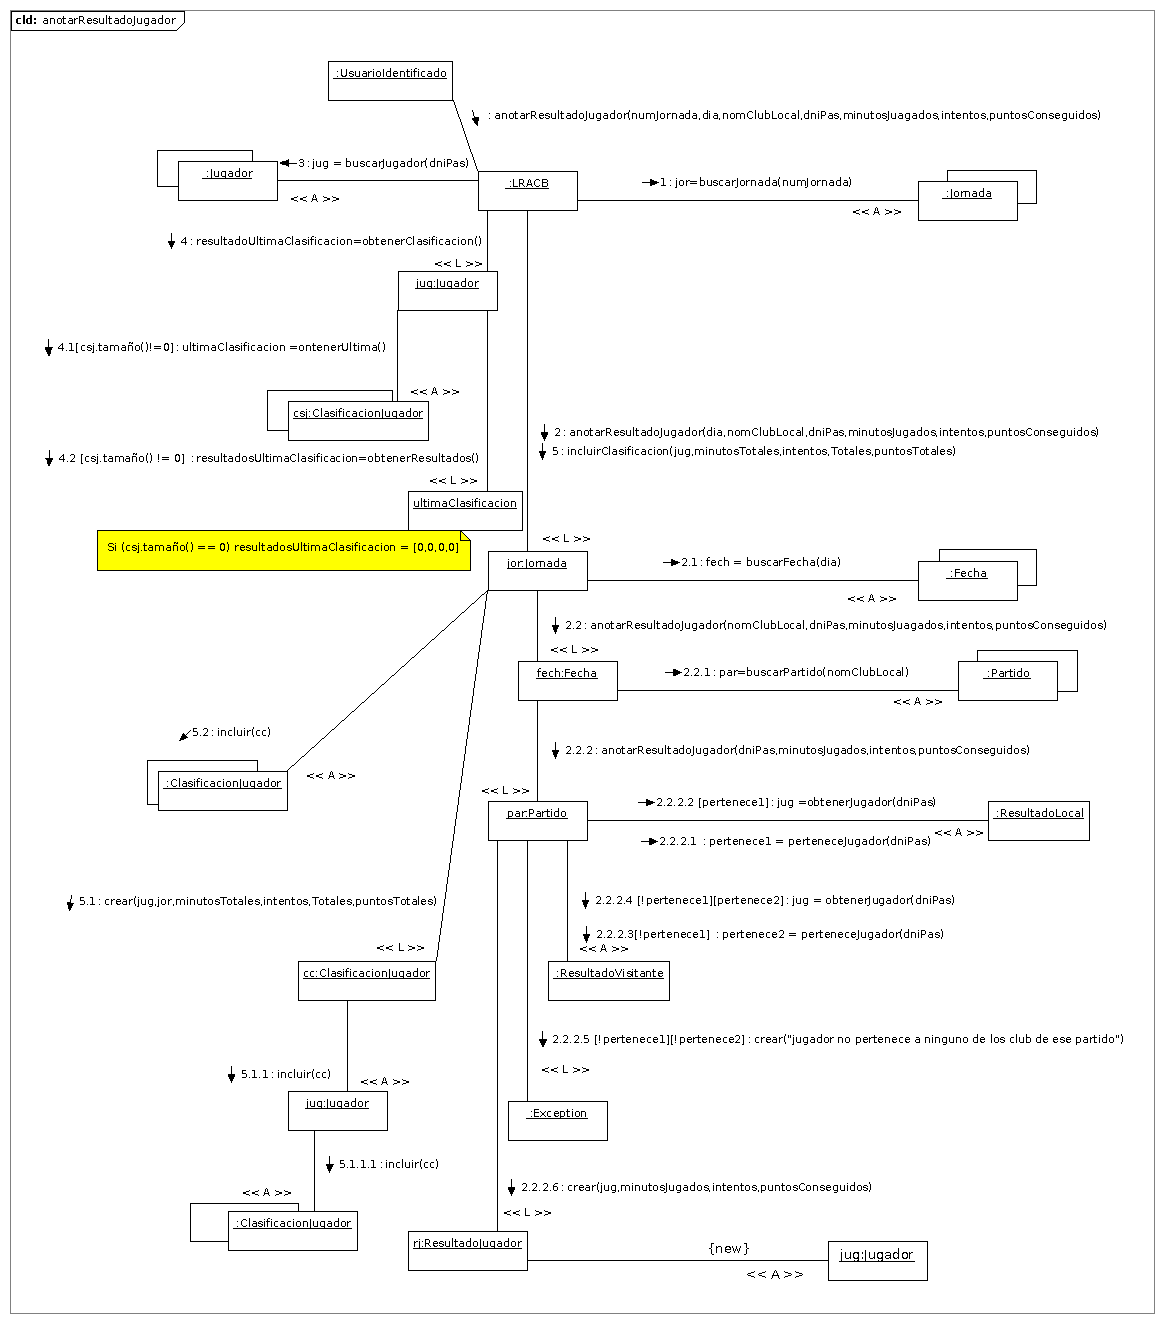 cld: anotarResultadoJugador
:UsuarioIdentificado
: anotarResultadoJugador(numJornada,dia,nomClubLocal,dniPas,minutosJuagados,intentos,puntosConseguidos)
3 : jug = buscarJugador(dniPas)
:Jugador
<< A >>
:LRACB
1 : jor=buscarJornada(numJornada)
:Jornada
<< A >>
4 : resultadoUltimaClasificacion=obtenerClasificacion()
<< L >>
jug:Jugador
4.1[csj.tamaño()!=0] : ultimaClasificacion =ontenerUltima()
<< A >>
csj:ClasificacionJugador
2 : anotarResultadoJugador(dia,nomClubLocal,dniPas,minutosJugados,intentos,puntosConseguidos)
5 : incluirClasificacion(jug,minutosTotales,intentos,Totales,puntosTotales)
4.2 [csj.tamaño() != 0] : resultadosUltimaClasificacion=obtenerResultados()
<< L >>
ultimaClasificacion
Si (csj.tamaño() == 0) resultadosUltimaClasificacion = [0,0,0,0]
<< L >>
jor:Jornada
2.1 : fech = buscarFecha(dia)
:Fecha
<< A >>
2.2 : anotarResultadoJugador(nomClubLocal,dniPas,minutosJuagados,intentos,puntosConseguidos)
<< L >>
fech:Fecha
2.2.1 : par=buscarPartido(nomClubLocal)
:Partido
<< A >>
5.2 : incluir(cc)
2.2.2 : anotarResultadoJugador(dniPas,minutosJugados,intentos,puntosConseguidos)
<< A >>
:ClasificacionJugador
<< L >>
par:Partido
2.2.2.2 [pertenece1] : jug =obtenerJugador(dniPas)
:ResultadoLocal
<< A >>
2.2.2.1 : pertenece1 = perteneceJugador(dniPas)
5.1 : crear(jug,jor,minutosTotales,intentos,Totales,puntosTotales)
2.2.2.4 [!pertenece1][pertenece2] : jug = obtenerJugador(dniPas)
2.2.2.3[!pertenece1] : pertenece2 = perteneceJugador(dniPas)
<< L >>
<< A >>
cc:ClasificacionJugador
:ResultadoVisitante
2.2.2.5 [!pertenece1][!pertenece2] : crear("jugador no pertenece a ninguno de los club de ese partido")
5.1.1 : incluir(cc)
<< A >>
<< L >>
jug:Jugador
:Exception
5.1.1.1 : incluir(cc)
<< A >>
:ClasificacionJugador
2.2.2.6 : crear(jug,minutosJugados,intentos,puntosConseguidos)
<< L >>
rj:ResultadoJugador
{new}
<< A >>
jug:Jugador